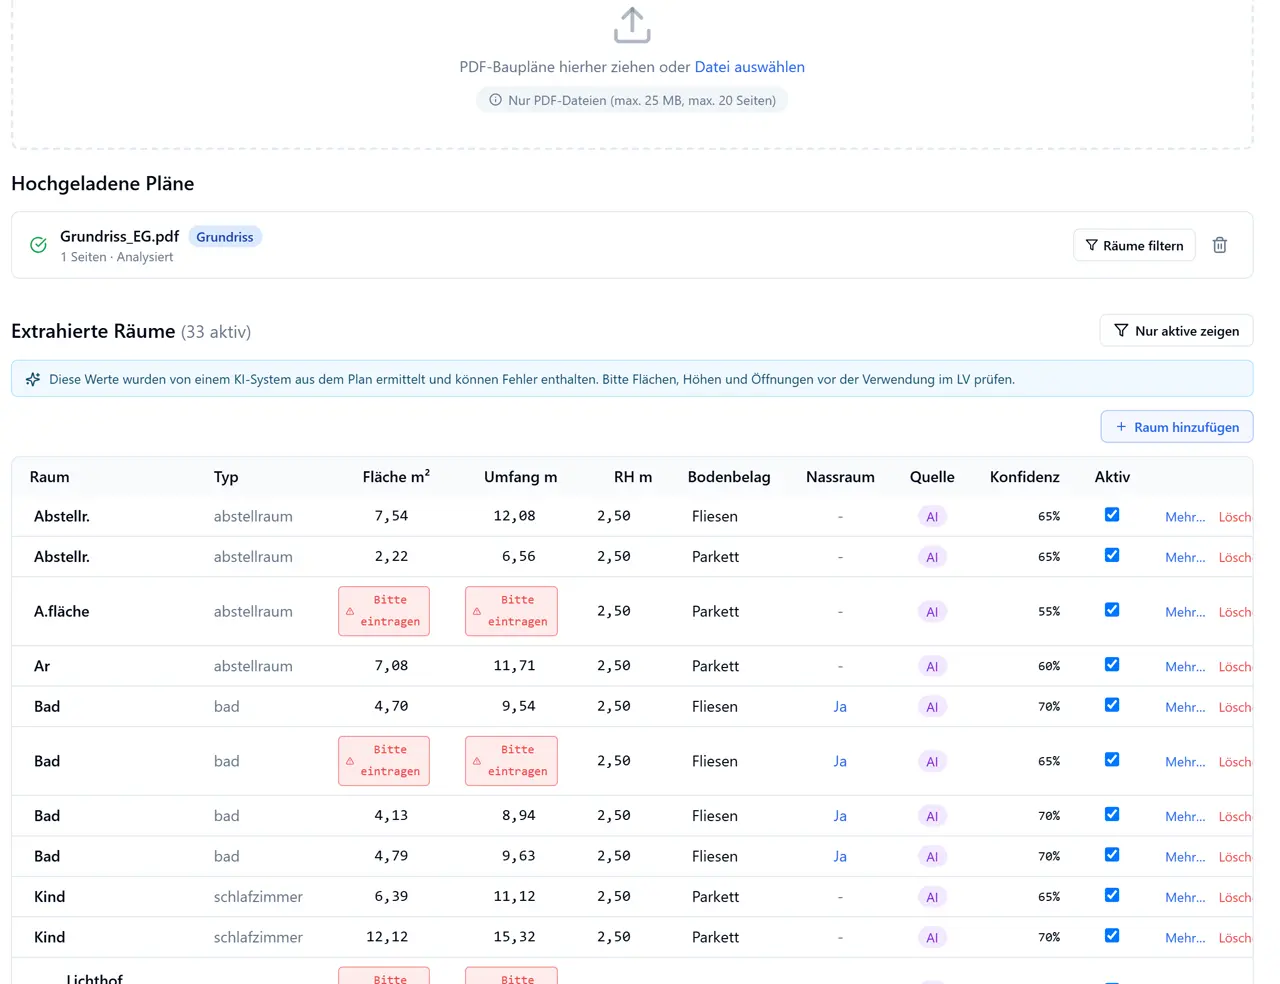 PDF-Baupläne hierher ziehen oder Datei auswählen
Nur PDF-Dateien (max. 25 MB, max. 20 Seiten)
Hochgeladene Pläne
Grundriss_EG.pdf Grundriss
1 Seiten · Analysiert
Räume filtern
Extrahierte Räume (33 aktiv)
Nur aktive zeigen
Diese Werte wurden von einem KI-System aus dem Plan ermittelt und können Fehler enthalten. Bitte Flächen, Höhen und Öffnungen vor der Verwendung im LV prüfen.
+ Raum hinzufügen
Raum Typ Fläche m² Umfang m RH m Bodenbelag Nassraum Quelle Konfidenz Aktiv
Abstellr. abstellraum 7,54 12,08 2,50 Fliesen - AI 65% Mehr... Lösch
Abstellr. abstellraum 2,22 6,56 2,50 Parkett - AI 65% Mehr... Lösch
A.fläche abstellraum Bitte eintragen Bitte eintragen 2,50 Parkett - AI 55% Mehr... Lösch
Ar abstellraum 7,08 11,71 2,50 Parkett - AI 60% Mehr... Lösch
Bad bad 4,70 9,54 2,50 Fliesen Ja AI 70% Mehr... Lösch
Bad bad Bitte eintragen Bitte eintragen 2,50 Fliesen Ja AI 65% Mehr... Lösch
Bad bad 4,13 8,94 2,50 Fliesen Ja AI 70% Mehr... Lösch
Bad bad 4,79 9,63 2,50 Fliesen Ja AI 70% Mehr... Lösch
Kind schlafzimmer 6,39 11,12 2,50 Parkett - AI 65% Mehr... Lösch
Kind schlafzimmer 12,12 15,32 2,50 Parkett - AI 70% Mehr... Lösch
Lichthof Bitte Bitte